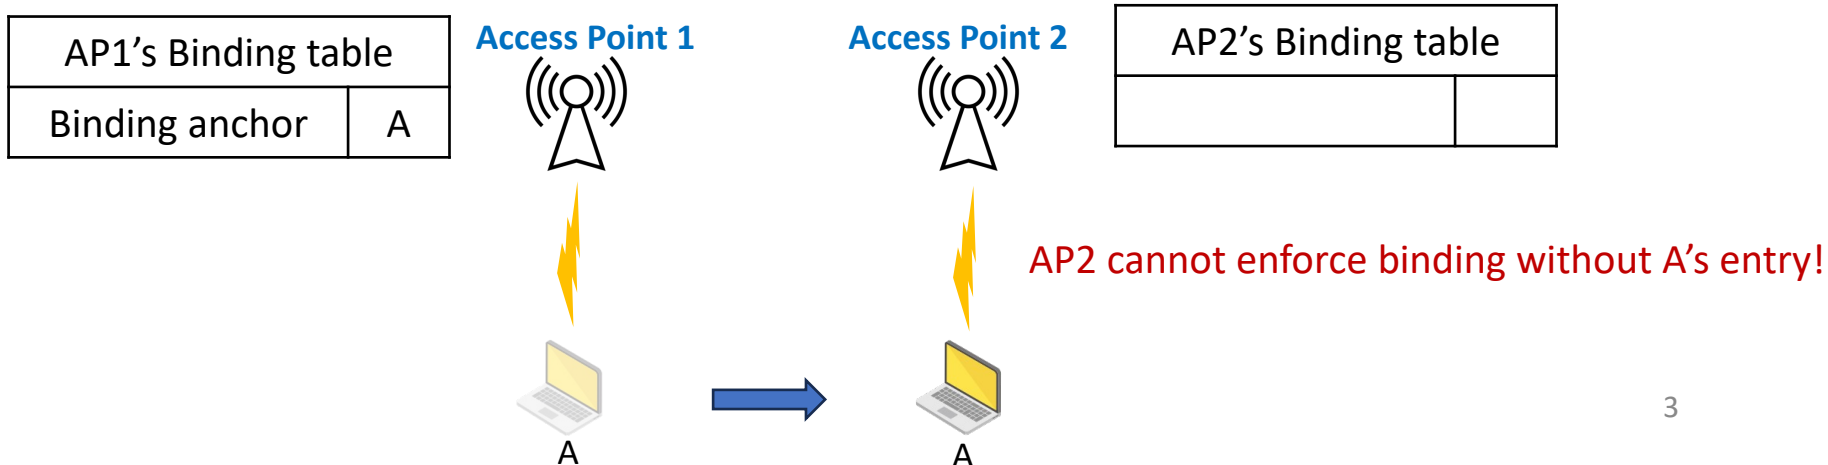 AP1's Binding table
Binding anchor A
Access Point 1
Access Point 2
AP2's Binding table
AP2 cannot enforce binding without A's entry!
A
A
3